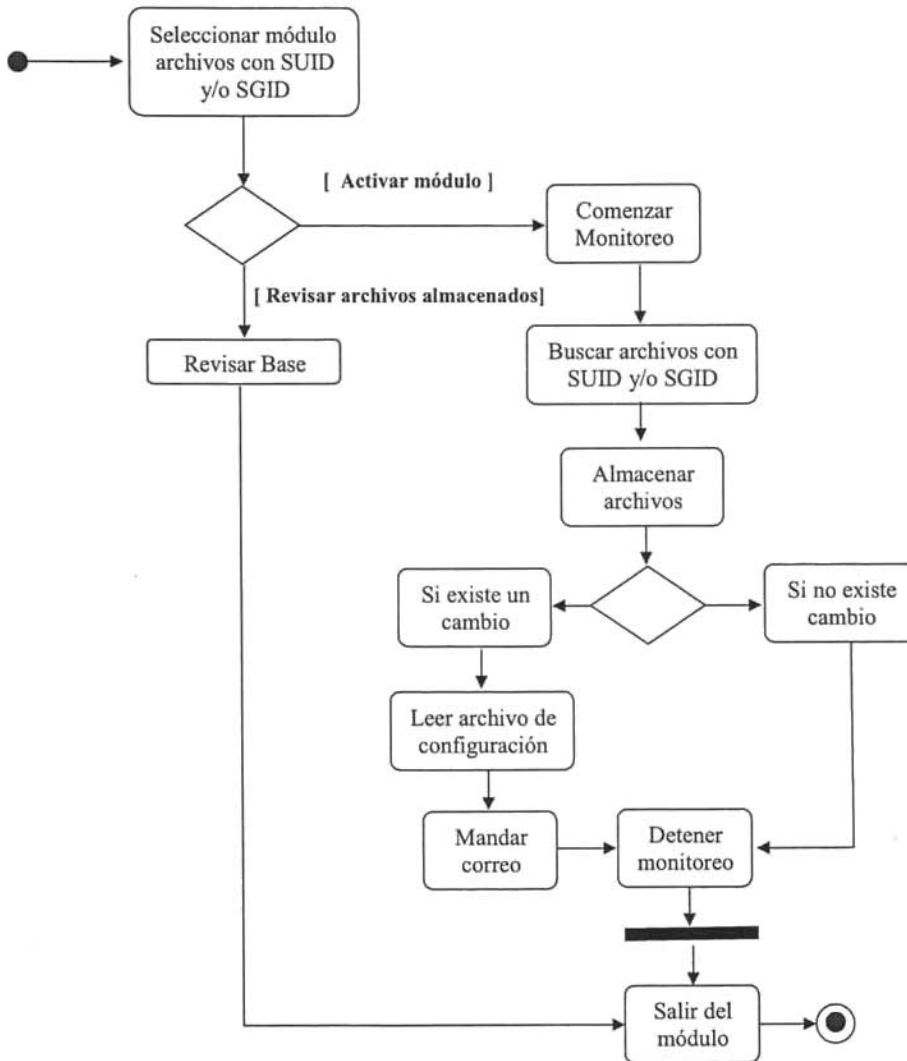 Seleccionar módulo
archivos con SUID
y/o SGID
[ Activar módulo ]
Comenzar
Monitoreo
[ Revisar archivos almacenados]
Revisar Base
Buscar archivos con
SUID y/o SGID
Almacenar
archivos
Si existe un
cambio
Si no existe
cambio
Leer archivo de
configuración
Mandar
correo
Detener
monitoreo
Salir del
módulo